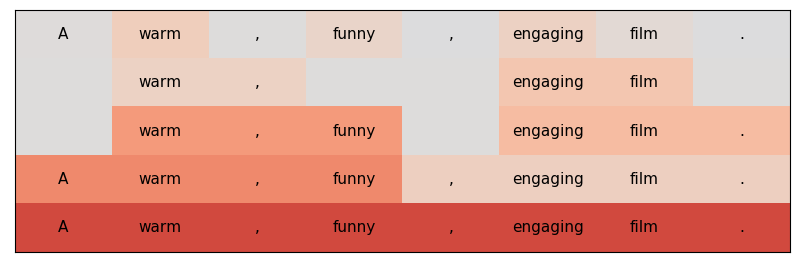 A warm , funny , engaging film .
warm , engaging film
warm , funny engaging film .
A warm , funny , engaging film .
A warm , funny , engaging film .